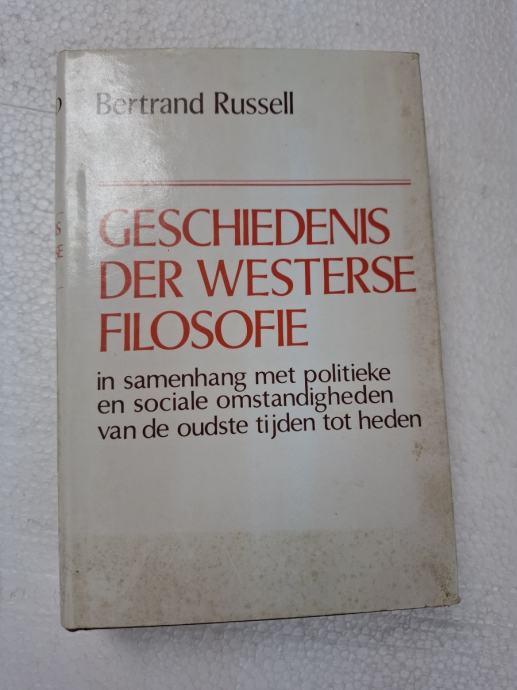 Bertrand Russell
GESCHIEDENIS
DER WESTERSE
FILOSOFIE
in samenhang met politieke
en sociale omstandigheden
van de oudste tijden tot heden